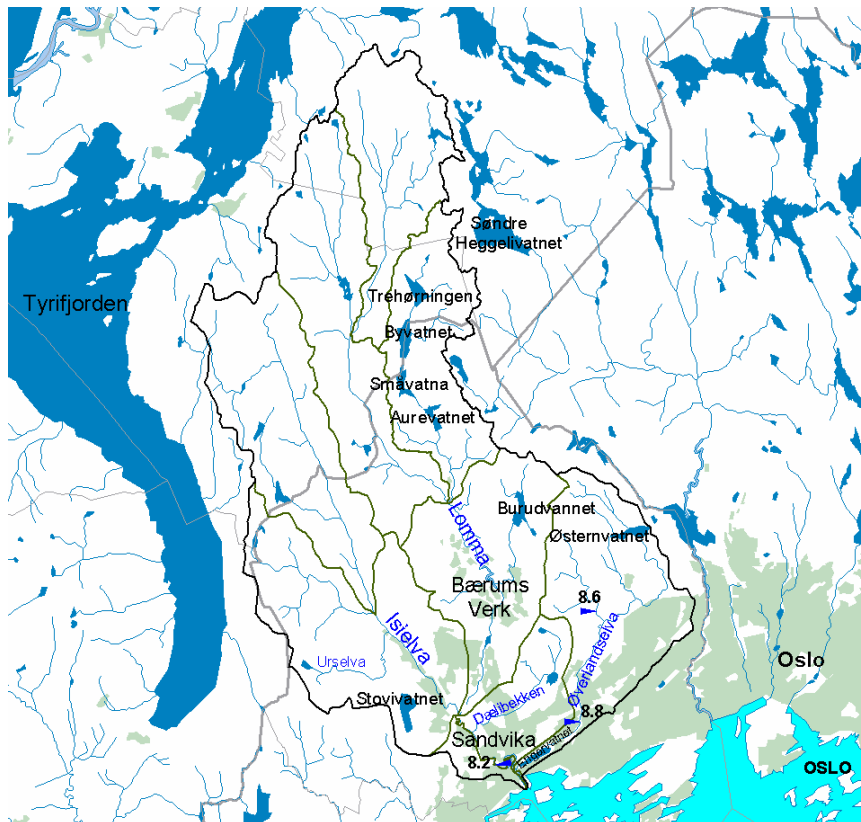 Søndre
Heggelivatnet
Trehørningen
Tyrifjorden
Byvatnet
Småvatna
Aurevatnet
Burudvannet
Lomma
Østernvatnet
Bærums
Verk
8.6
Isielva
Øverlandselva
Urselva
Oslo
Stovivatnet
Dælibekken
8.8
Sandvika
Engervatnet
8.2
OSLO